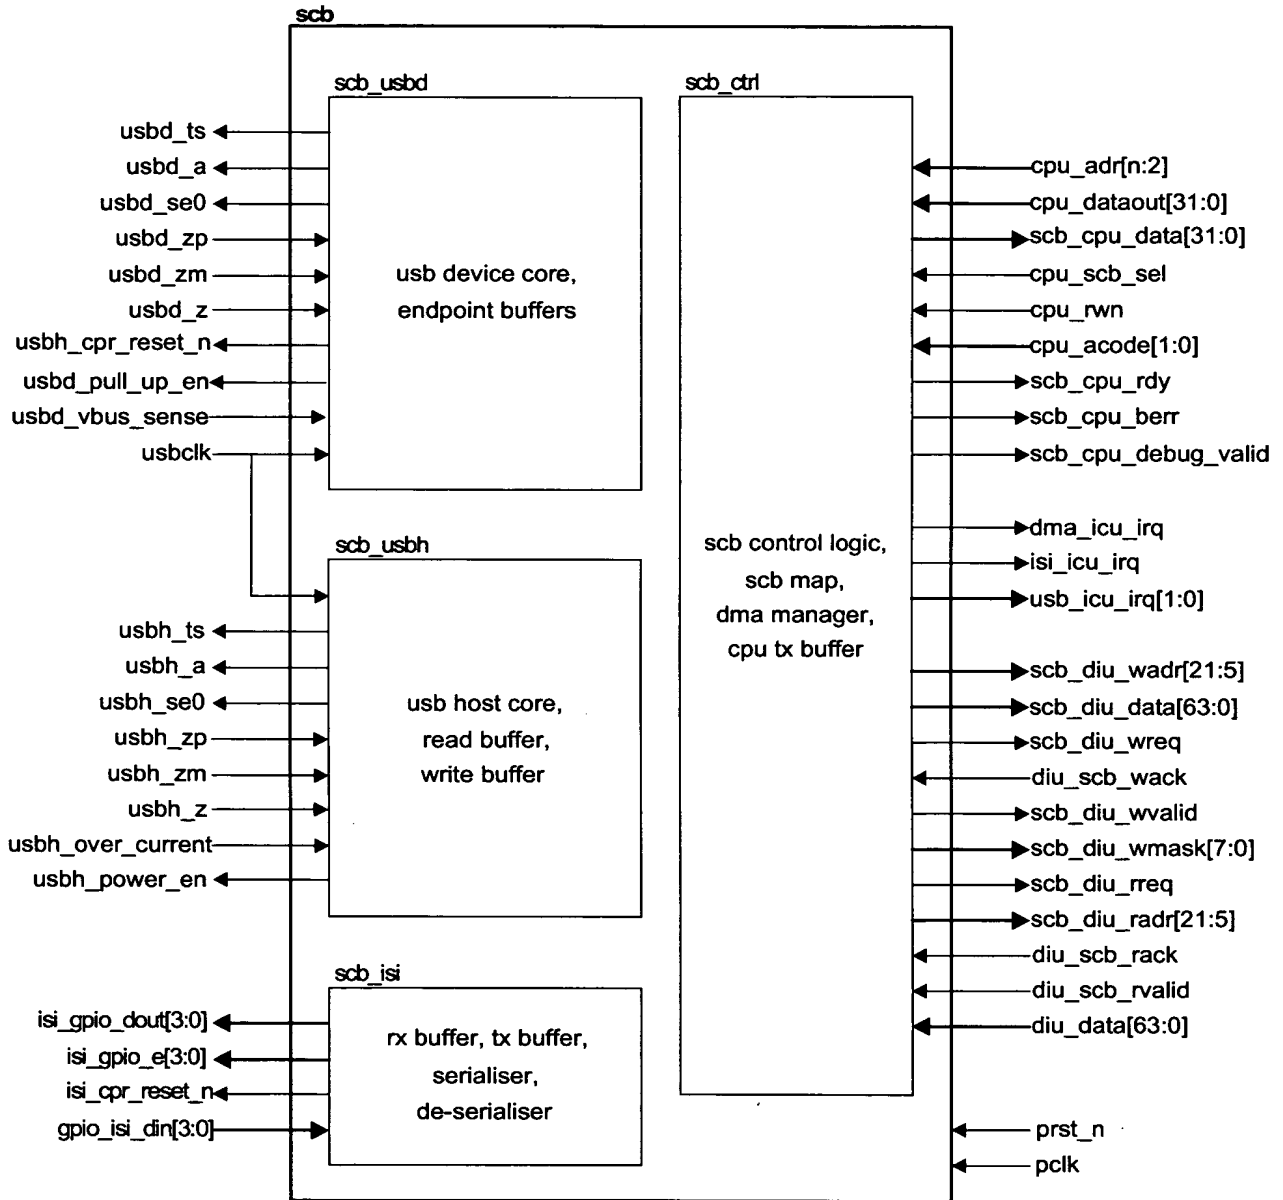 scb
scb_usbd
scb_ctrl
usbd_ts
usbd_a
usbd_se0
usbd_zp
usbd_zm
usbd_z
usbh_cpr_reset_n
usbd_pull_up_en
usbd_vbus_sense
usbclk
usb device core,
endpoint buffers
scb_usbh
usbh_ts
usbh_a
usbh_se0
usbh_zp
usbh_zm
usbh_z
usbh_over_current
usbh_power_en
usb host core,
read buffer,
write buffer
scb_isi
isi_gpio_dout[3:0]
isi_gpio_e[3:0]
isi_cpr_reset_n
gpio_isi_din[3:0]
rx buffer, tx buffer,
serialiser,
de-serialiser
scb control logic,
scb map,
dma manager,
cpu tx buffer
cpu_adr[n:2]
cpu_dataout[31:0]
scb_cpu_data[31:0]
cpu_scb_sel
cpu_rwn
cpu_acode[1:0]
scb_cpu_rdy
scb_cpu_berr
scb_cpu_debug_valid
dma_icu_irq
isi_icu_irq
usb_icu_irq[1:0]
scb_diu_wadr[21:5]
scb_diu_data[63:0]
scb_diu_wreq
diu_scb_wack
scb_diu_wvalid
scb_diu_wmask[7:0]
scb_diu_rreq
scb_diu_radr[21:5]
diu_scb_rack
diu_scb_rvalid
diu_data[63:0]
prst_n
pclk